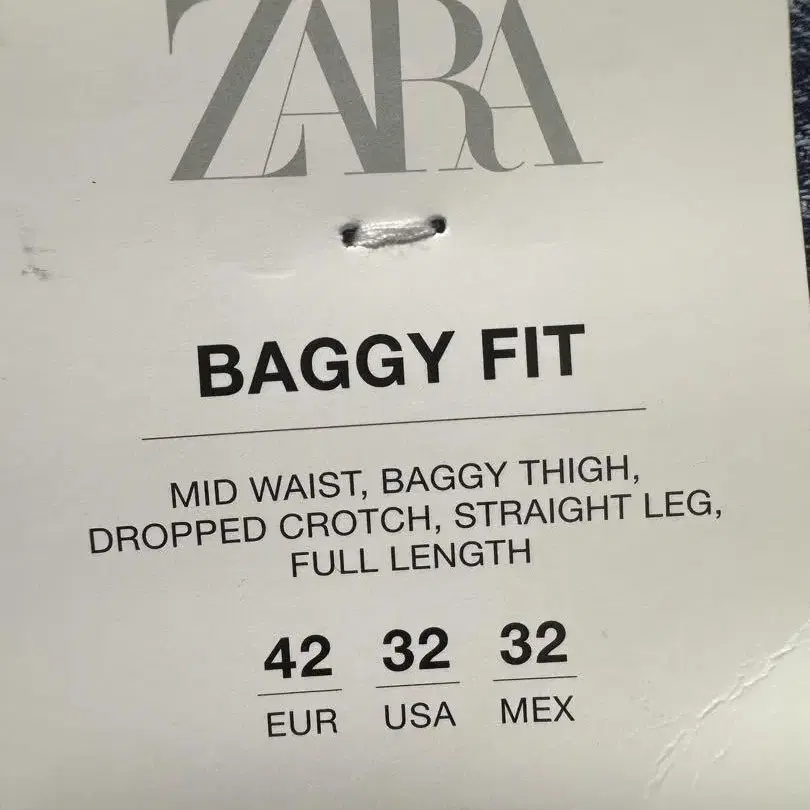 ZARA
BAGGY FIT
MID WAIST, BAGGY THIGH,
DROPPED CROTCH, STRAIGHT LEG,
FULL LENGTH
42 32 32
EUR USA MEX